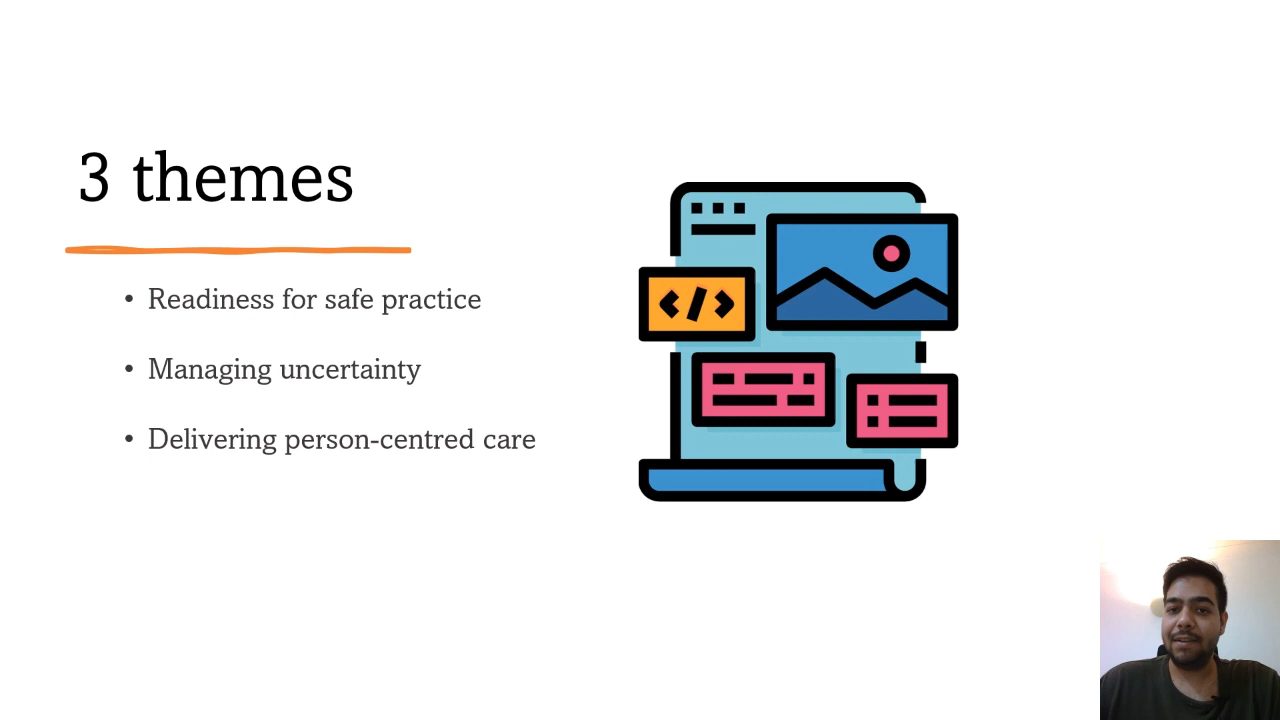 3 themes
• Readiness for safe practice
• Managing uncertainty
• Delivering person-centred care